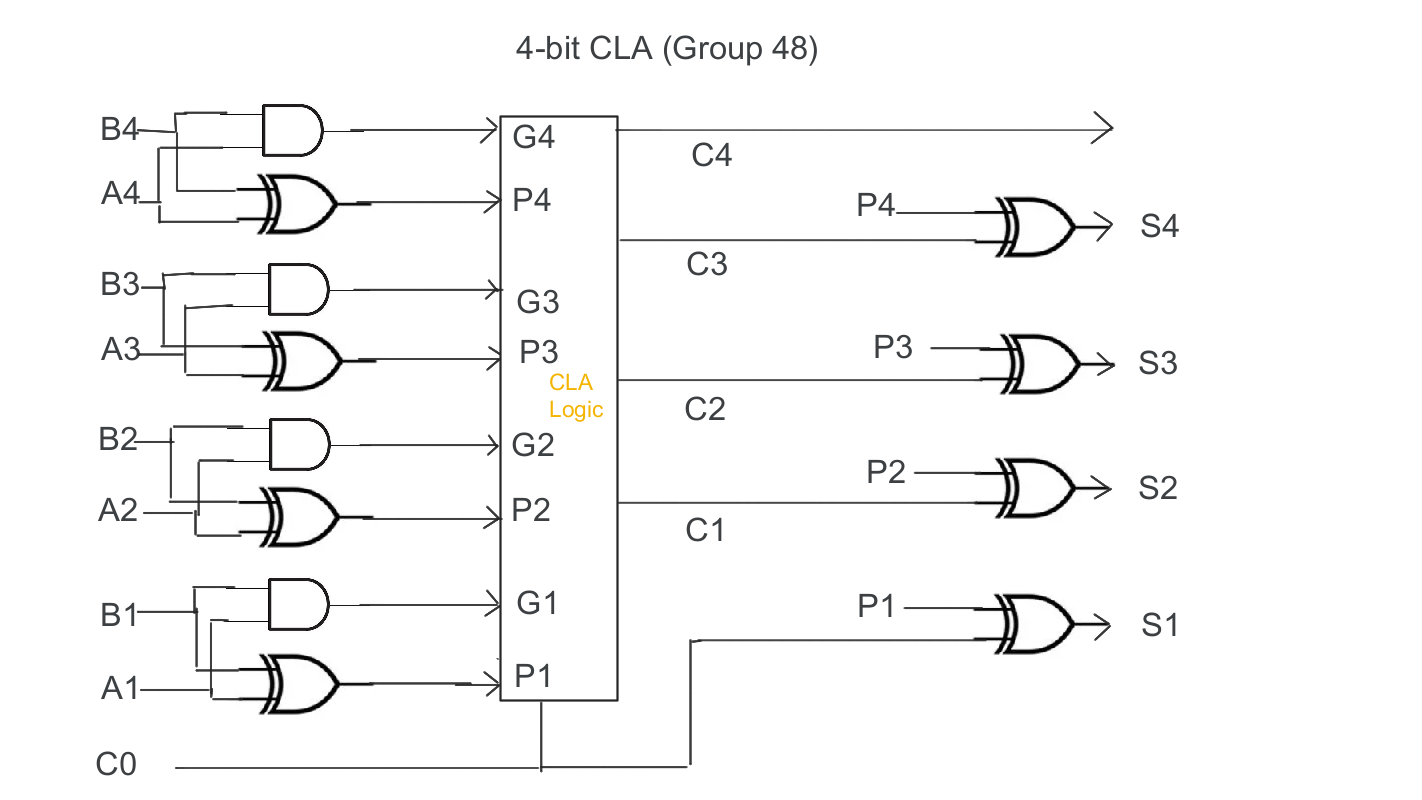 4-bit CLA (Group 48)
B4
G4
C4
A4
P4
P4
S4
C3
B3
G3
A3
P3
P3
S3
CLA
Logic
C2
B2
G2
P2
S2
A2
P2
C1
B1
G1
P1
S1
A1
P1
C0